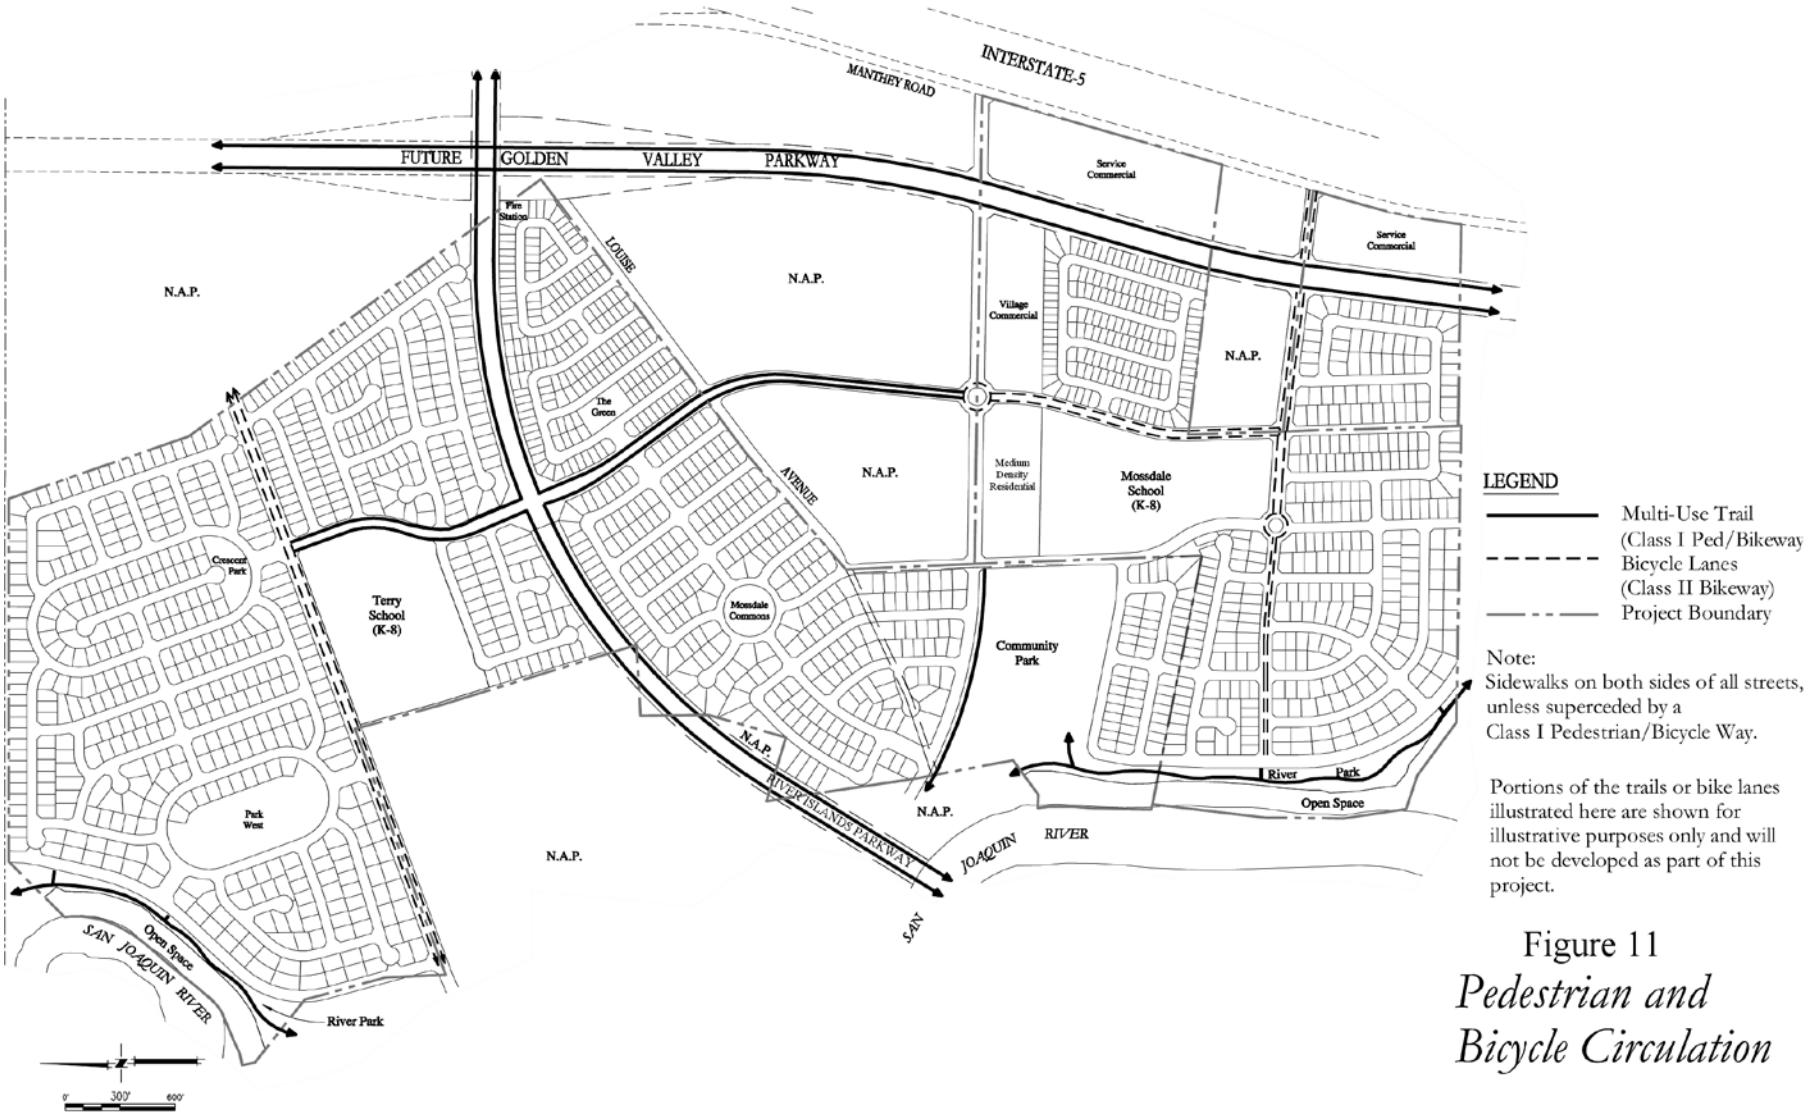 INTERSTATE-5
MANTHEY ROAD
FUTURE GOLDEN VALLEY PARKWAY
Service
Commercial
Fire
Station
Service
Commercial
LOUISE
N.A.P.
N.A.P.
Village
Commercial
N.A.P.
The
Green
AVENUE
N.A.P.
Medium
Density
Residential
Mossdale
School
(K-8)
Crescent
Park
Terry
School
(K-8)
Mossdale
Commons
Community
Park
N.A.P.
RIVER ISLANDS PARKWAY
N.A.P.
River Park
Open Space
Park
West
N.A.P.
SAN JOAQUIN RIVER
Open Space
SAN JOAQUIN RIVER
River Park
Z
0' 300' 600'
LEGEND
Multi-Use Trail
(Class I Ped/Bikeway
Bicycle Lanes
(Class II Bikeway)
Project Boundary
Note:
Sidewalks on both sides of all streets,
unless superceded by a
Class I Pedestrian/Bicycle Way.
Portions of the trails or bike lanes
illustrated here are shown for
illustrative purposes only and will
not be developed as part of this
project.
Figure 11
Pedestrian and
Bicycle Circulation